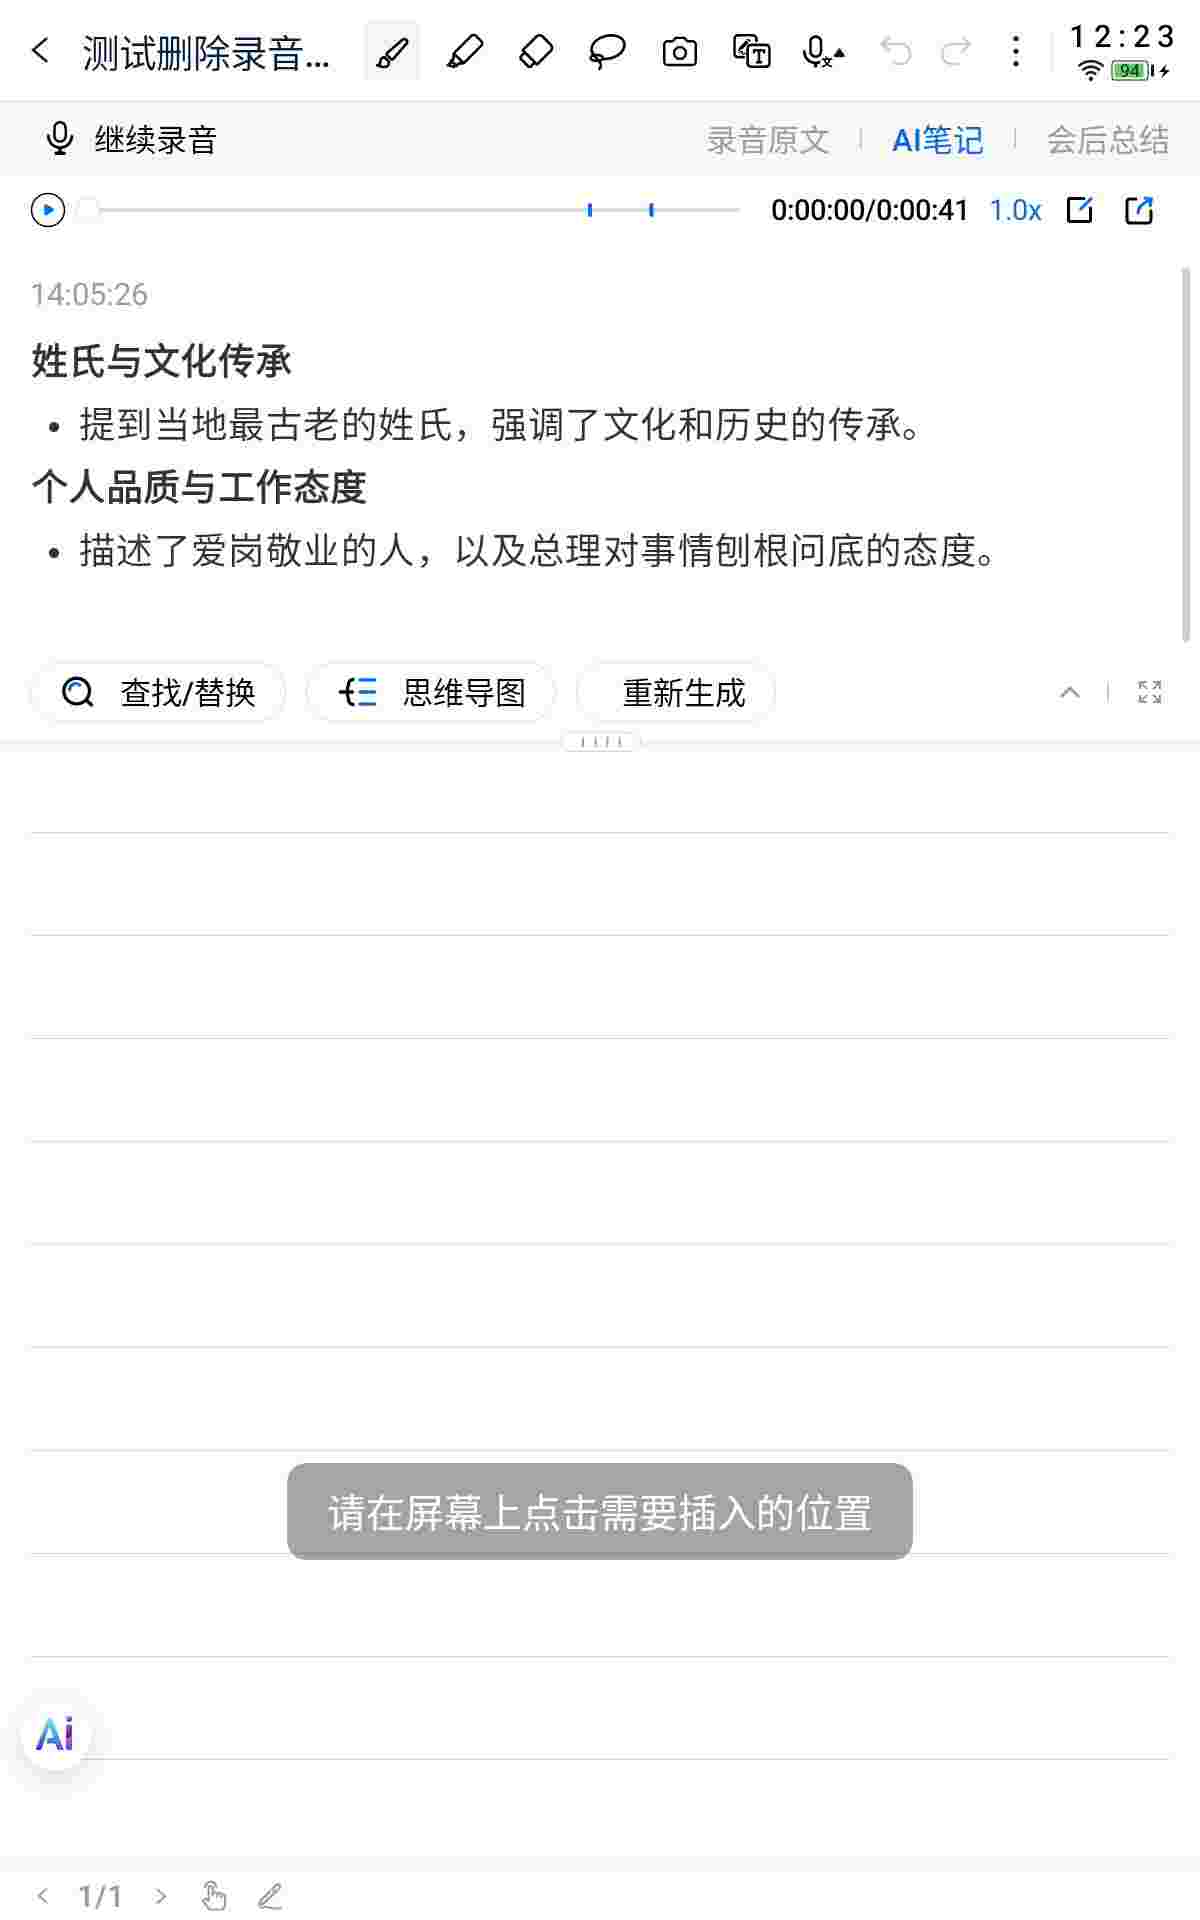 测试删除录音...
12:23
94
继续录音
录音原文
AI笔记
会后总结
0:00:00/0:00:41
1.0x
14:05:26
姓氏与文化传承
• 提到当地最古老的姓氏，强调了文化和历史的传承。
个人品质与工作态度
• 描述了爱岗敬业的人，以及总理对事情刨根问底的态度。
查找/替换
思维导图
重新生成
请在屏幕上点击需要插入的位置
Ai
1/1